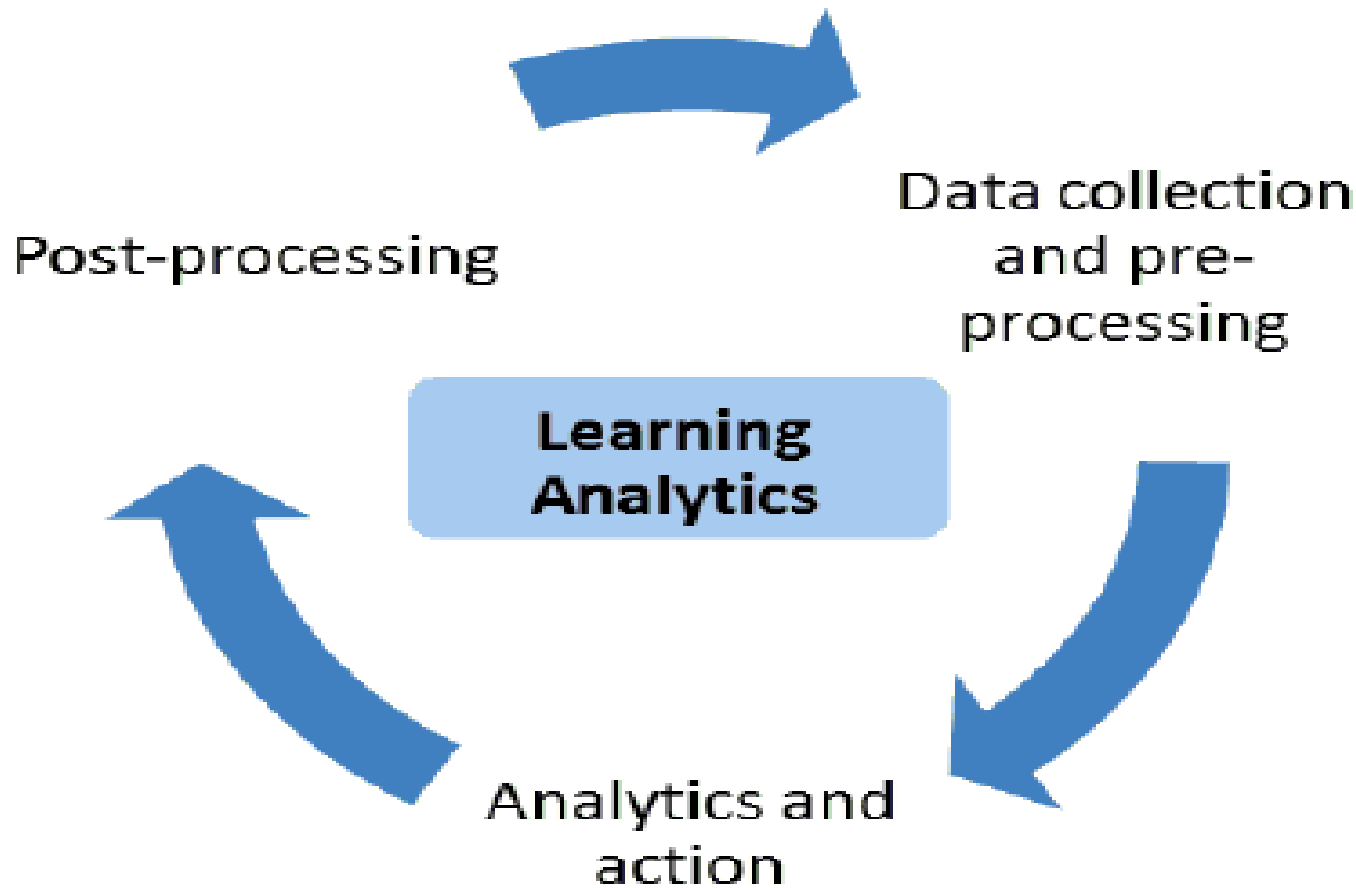 Post-processing
Data collection
and pre-
processing
Learning
Analytics
Analytics and
action